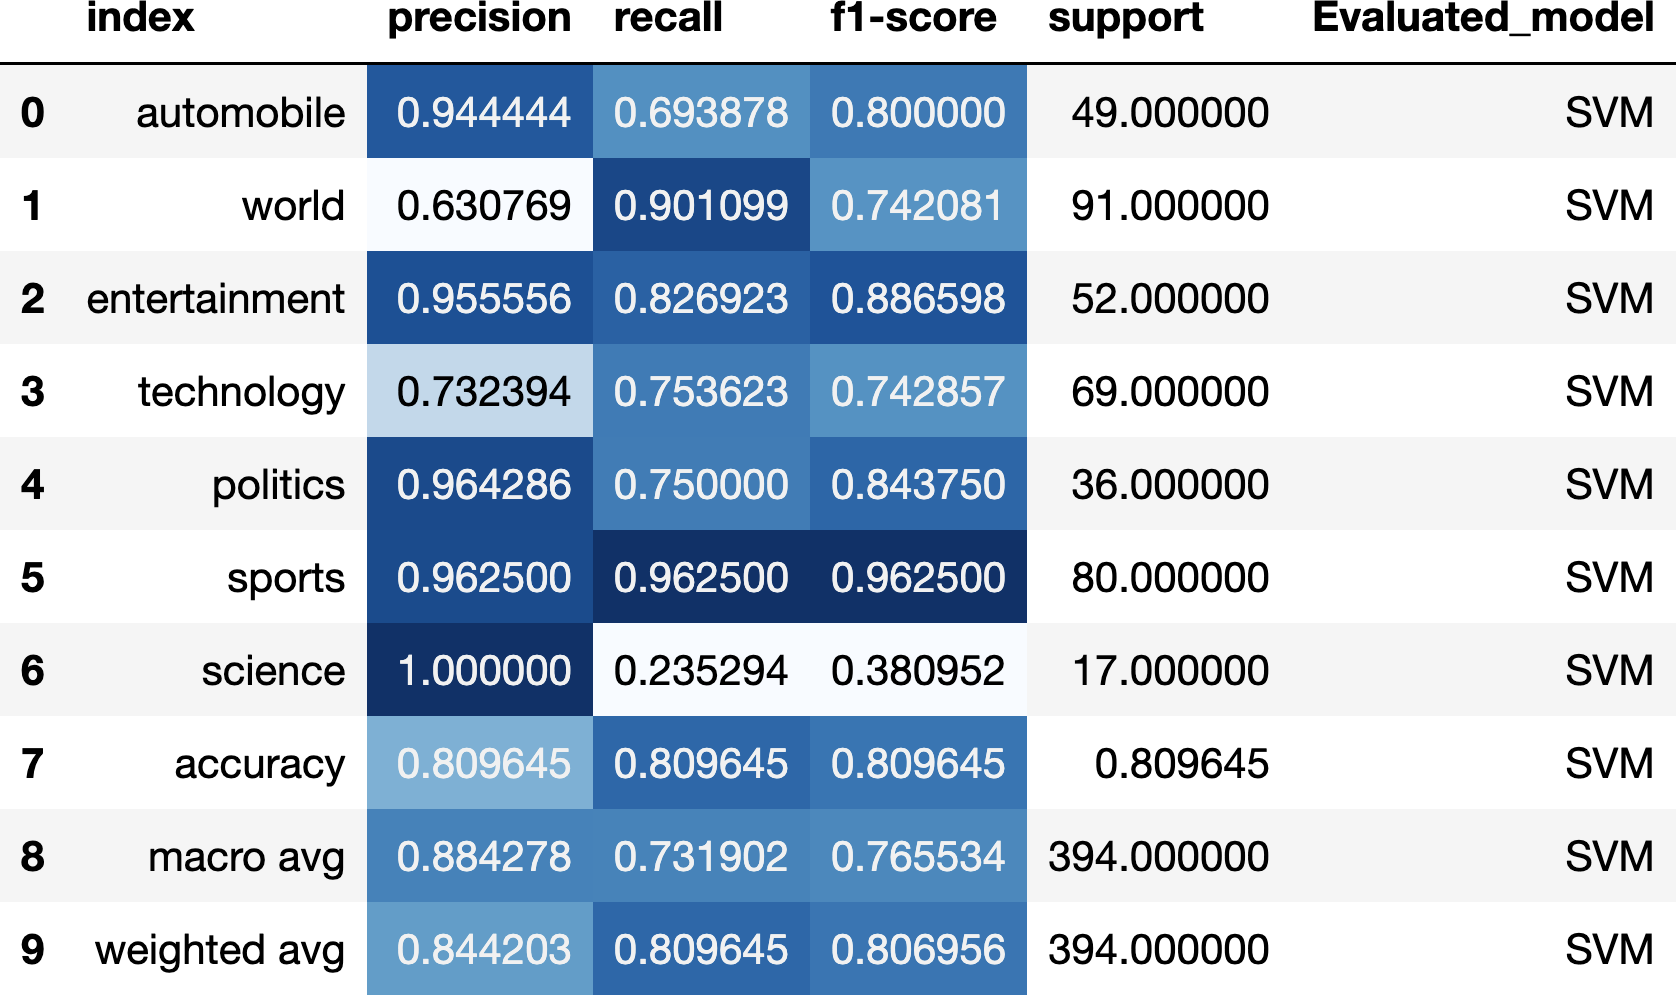 index precision recall f1-score support Evaluated_model
0 automobile 0.944444 0.693878 0.800000 49.000000 SVM
1 world 0.630769 0.901099 0.742081 91.000000 SVM
2 entertainment 0.955556 0.826923 0.886598 52.000000 SVM
3 technology 0.732394 0.753623 0.742857 69.000000 SVM
4 politics 0.964286 0.750000 0.843750 36.000000 SVM
5 sports 0.962500 0.962500 0.962500 80.000000 SVM
6 science 1.000000 0.235294 0.380952 17.000000 SVM
7 accuracy 0.809645 0.809645 0.809645 0.809645 SVM
8 macro avg 0.884278 0.731902 0.765534 394.000000 SVM
9 weighted avg 0.844203 0.809645 0.806956 394.000000 SVM